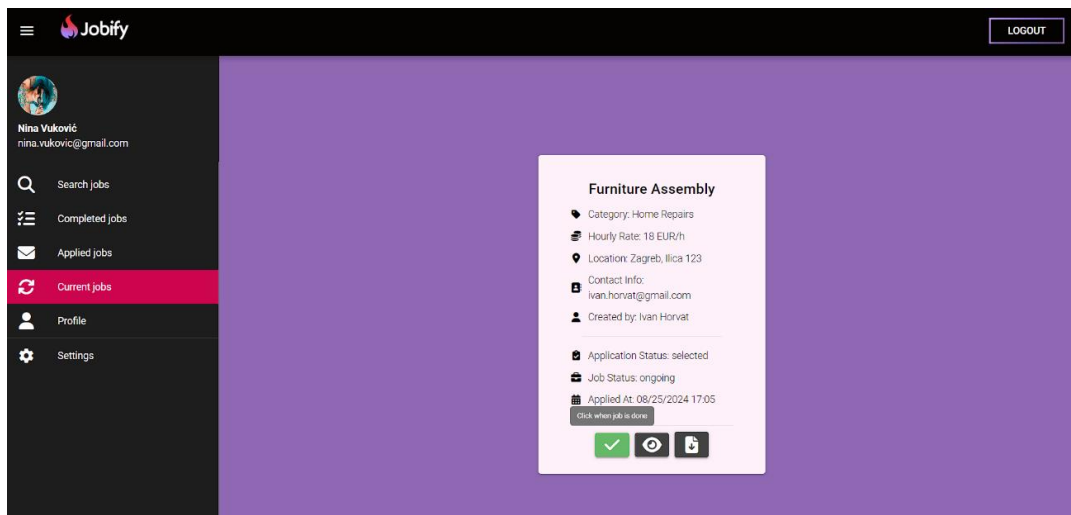 Jobify
LOGOUT
Nina Vuković
nina.vukovic@gmail.com
Search jobs
Completed jobs
Applied jobs
Current jobs
Profile
Settings
Furniture Assembly
Category: Home Repairs
Hourly Rate: 18 EUR/h
Location: Zagreb, Ilica 123
Contact Info:
ivan.horvat@gmail.com
Created by: Ivan Horvat
Application Status: selected
Job Status: ongoing
Applied At: 08/25/2024 17:05
Click when job is done